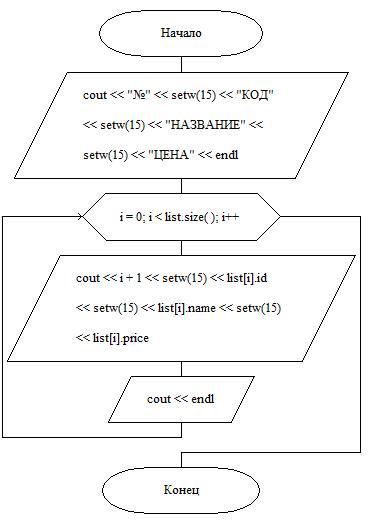 Начало
cout << "№" << setw(15) << "КОД"
<< setw(15) << "НАЗВАНИЕ" <<
setw(15) << "ЦЕНА" << endl
i = 0; i < list.size( ); i++
cout << i + 1 << setw(15) << list[i].id
<< setw(15) << list[i].name << setw(15)
<< list[i].price
cout << endl
Конец